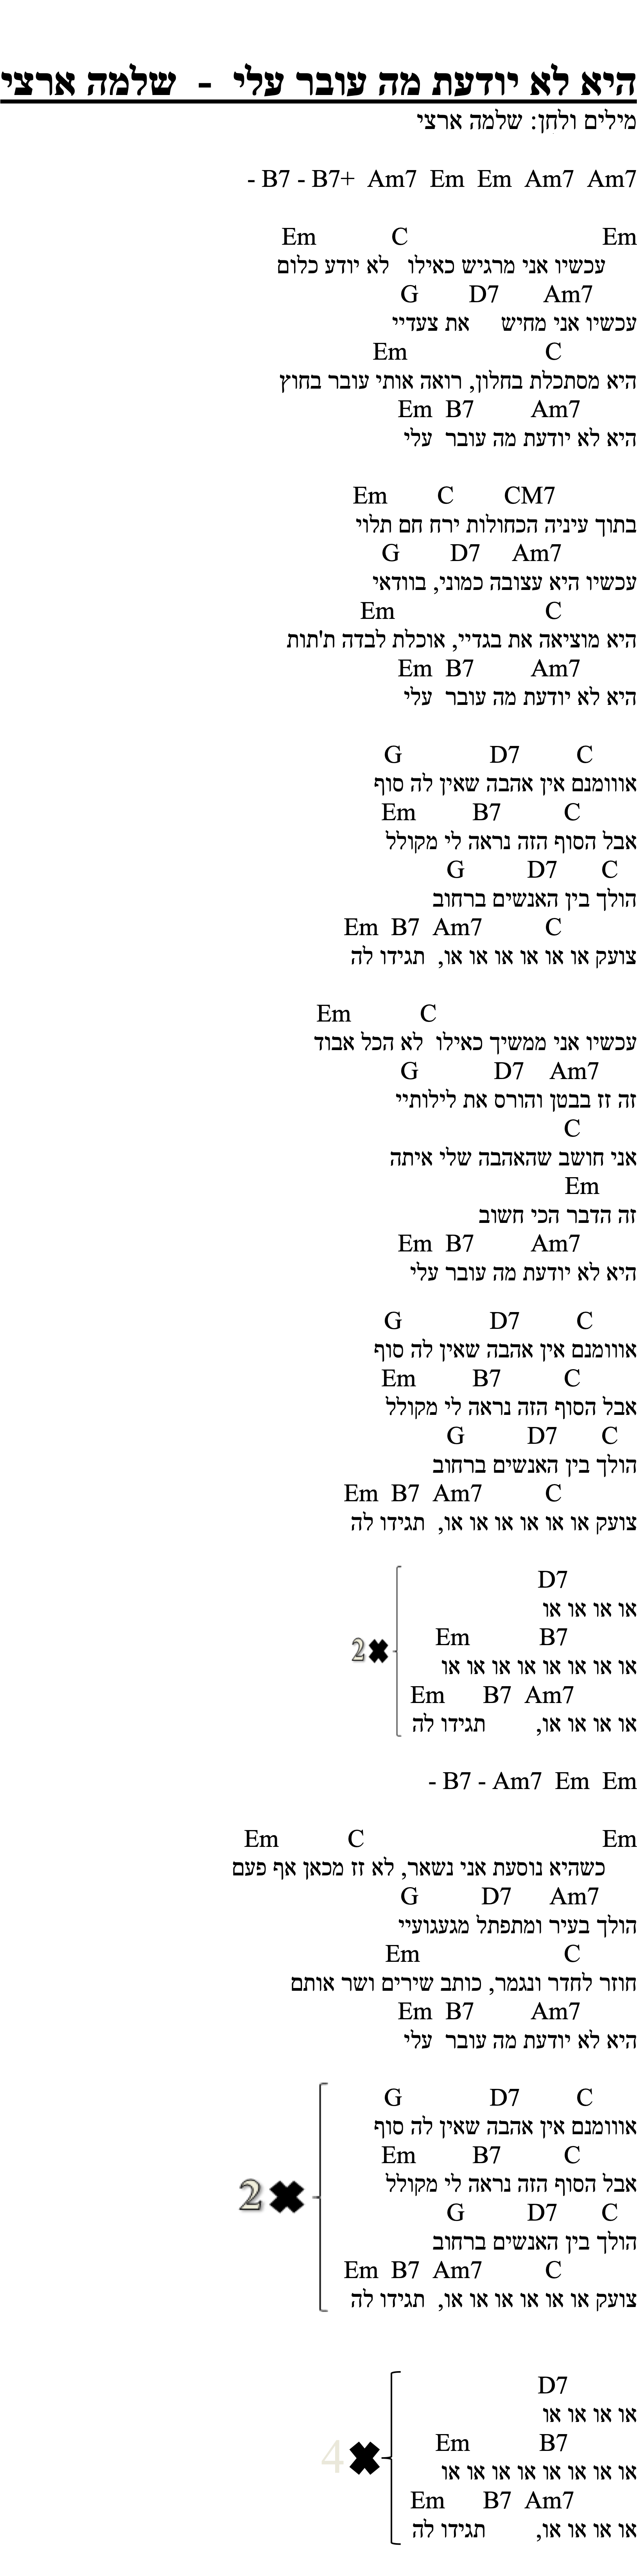 היא לא יודעת מה עובר עלי - שלמה ארצי
מילים ולחן: שלמה ארצי
- B7 - B7+ Am7 Em Em Am7 Am7
Em C Em
עכשיו אני מרגיש כאילו לא יודע כלום
G D7 Am7
עכשיו אני מחיש את צעדיי
Em C
היא מסתכלת בחלון, רואה אותי עובר בחוץ
Em B7 Am7
היא לא יודעת מה עובר עלי
Em C CM7
בתוך עיניה הכחולות ירח חם תלוי
G D7 Am7
עכשיו היא עצובה כמוני, בוודאי
Em C
היא מוציאה את בגדיי, אוכלת לבדה ת'תות
Em B7 Am7
היא לא יודעת מה עובר עלי
G D7 C
אווומנם אין אהבה שאין לה סוף
Em B7 C
אבל הסוף הזה נראה לי מקולל
G D7 C
הולך בין האנשים ברחוב
Em B7 Am7 C
צועק או או או או או או, תגידו לה
Em C
עכשיו אני ממשיך כאילו לא הכל אבוד
G D7 Am7
זה זז בבטן והורס את לילותיי
C
אני חושב שהאהבה שלי איתה
Em
זה הדבר הכי חשוב
Em B7 Am7
היא לא יודעת מה עובר עלי
G D7 C
אווומנם אין אהבה שאין לה סוף
Em B7 C
אבל הסוף הזה נראה לי מקולל
G D7 C
הולך בין האנשים ברחוב
Em B7 Am7 C
צועק או או או או או או, תגידו לה
D7
או או או או
Em B7
או או או או או או או או
Em B7 Am7
או או או או, תגידו לה
2✖
- B7 - Am7 Em Em
Em C Em
כשהיא נוסעת אני נשאר, לא זז מכאן אף פעם
G D7 Am7
הולך בעיר ומתפתל מגעגועיי
Em C
חוזר לחדר ונגמר, כותב שירים ושר אותם
Em B7 Am7
היא לא יודעת מה עובר עלי
G D7 C
אווומנם אין אהבה שאין לה סוף
Em B7 C
אבל הסוף הזה נראה לי מקולל
2✖
G D7 C
הולך בין האנשים ברחוב
Em B7 Am7 C
צועק או או או או או או, תגידו לה
D7
או או או או
Em B7
או או או או או או או או
4✖
Em B7 Am7
או או או או, תגידו לה